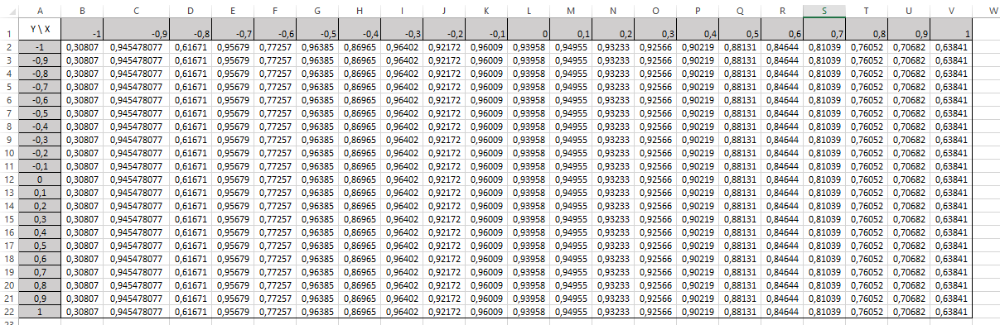 A B C D E F G H I J K L M N O P Q R S T U V W
1 Y \ X -1 -0,9 -0,8 -0,7 -0,6 -0,5 -0,4 -0,3 -0,2 -0,1 0 0,1 0,2 0,3 0,4 0,5 0,6 0,7 0,8 0,9 1
2 -1 0,30807 0,945478077 0,61671 0,95679 0,77257 0,96385 0,86965 0,96402 0,92172 0,96009 0,93958 0,94955 0,93233 0,92566 0,90219 0,88131 0,84644 0,81039 0,76052 0,70682 0,63841
3 -0,9 0,30807 0,945478077 0,61671 0,95679 0,77257 0,96385 0,86965 0,96402 0,92172 0,96009 0,93958 0,94955 0,93233 0,92566 0,90219 0,88131 0,84644 0,81039 0,76052 0,70682 0,63841
4 -0,8 0,30807 0,945478077 0,61671 0,95679 0,77257 0,96385 0,86965 0,96402 0,92172 0,96009 0,93958 0,94955 0,93233 0,92566 0,90219 0,88131 0,84644 0,81039 0,76052 0,70682 0,63841
5 -0,7 0,30807 0,945478077 0,61671 0,95679 0,77257 0,96385 0,86965 0,96402 0,92172 0,96009 0,93958 0,94955 0,93233 0,92566 0,90219 0,88131 0,84644 0,81039 0,76052 0,70682 0,63841
6 -0,6 0,30807 0,945478077 0,61671 0,95679 0,77257 0,96385 0,86965 0,96402 0,92172 0,96009 0,93958 0,94955 0,93233 0,92566 0,90219 0,88131 0,84644 0,81039 0,76052 0,70682 0,63841
7 -0,5 0,30807 0,945478077 0,61671 0,95679 0,77257 0,96385 0,86965 0,96402 0,92172 0,96009 0,93958 0,94955 0,93233 0,92566 0,90219 0,88131 0,84644 0,81039 0,76052 0,70682 0,63841
8 -0,4 0,30807 0,945478077 0,61671 0,95679 0,77257 0,96385 0,86965 0,96402 0,92172 0,96009 0,93958 0,94955 0,93233 0,92566 0,90219 0,88131 0,84644 0,81039 0,76052 0,70682 0,63841
9 -0,3 0,30807 0,945478077 0,61671 0,95679 0,77257 0,96385 0,86965 0,96402 0,92172 0,96009 0,93958 0,94955 0,93233 0,92566 0,90219 0,88131 0,84644 0,81039 0,76052 0,70682 0,63841
10 -0,2 0,30807 0,945478077 0,61671 0,95679 0,77257 0,96385 0,86965 0,96402 0,92172 0,96009 0,93958 0,94955 0,93233 0,92566 0,90219 0,88131 0,84644 0,81039 0,76052 0,70682 0,63841
11 -0,1 0,30807 0,945478077 0,61671 0,95679 0,77257 0,96385 0,86965 0,96402 0,92172 0,96009 0,93958 0,94955 0,93233 0,92566 0,90219 0,88131 0,84644 0,81039 0,76052 0,70682 0,63841
12 0 0,30807 0,945478077 0,61671 0,95679 0,77257 0,96385 0,86965 0,96402 0,92172 0,96009 0,93958 0,94955 0,93233 0,92566 0,90219 0,88131 0,84644 0,81039 0,76052 0,70682 0,63841
13 0,1 0,30807 0,945478077 0,61671 0,95679 0,77257 0,96385 0,86965 0,96402 0,92172 0,96009 0,93958 0,94955 0,93233 0,92566 0,90219 0,88131 0,84644 0,81039 0,76052 0,70682 0,63841
14 0,2 0,30807 0,945478077 0,61671 0,95679 0,77257 0,96385 0,86965 0,96402 0,92172 0,96009 0,93958 0,94955 0,93233 0,92566 0,90219 0,88131 0,84644 0,81039 0,76052 0,70682 0,63841
15 0,3 0,30807 0,945478077 0,61671 0,95679 0,77257 0,96385 0,86965 0,96402 0,92172 0,96009 0,93958 0,94955 0,93233 0,92566 0,90219 0,88131 0,84644 0,81039 0,76052 0,70682 0,63841
16 0,4 0,30807 0,945478077 0,61671 0,95679 0,77257 0,96385 0,86965 0,96402 0,92172 0,96009 0,93958 0,94955 0,93233 0,92566 0,90219 0,88131 0,84644 0,81039 0,76052 0,70682 0,63841
17 0,5 0,30807 0,945478077 0,61671 0,95679 0,77257 0,96385 0,86965 0,96402 0,92172 0,96009 0,93958 0,94955 0,93233 0,92566 0,90219 0,88131 0,84644 0,81039 0,76052 0,70682 0,63841
18 0,6 0,30807 0,945478077 0,61671 0,95679 0,77257 0,96385 0,86965 0,96402 0,92172 0,96009 0,93958 0,94955 0,93233 0,92566 0,90219 0,88131 0,84644 0,81039 0,76052 0,70682 0,63841
19 0,7 0,30807 0,945478077 0,61671 0,95679 0,77257 0,96385 0,86965 0,96402 0,92172 0,96009 0,93958 0,94955 0,93233 0,92566 0,90219 0,88131 0,84644 0,81039 0,76052 0,70682 0,63841
20 0,8 0,30807 0,945478077 0,61671 0,95679 0,77257 0,96385 0,86965 0,96402 0,92172 0,96009 0,93958 0,94955 0,93233 0,92566 0,90219 0,88131 0,84644 0,81039 0,76052 0,70682 0,63841
21 0,9 0,30807 0,945478077 0,61671 0,95679 0,77257 0,96385 0,86965 0,96402 0,92172 0,96009 0,93958 0,94955 0,93233 0,92566 0,90219 0,88131 0,84644 0,81039 0,76052 0,70682 0,63841
22 1 0,30807 0,945478077 0,61671 0,95679 0,77257 0,96385 0,86965 0,96402 0,92172 0,96009 0,93958 0,94955 0,93233 0,92566 0,90219 0,88131 0,84644 0,81039 0,76052 0,70682 0,63841
23